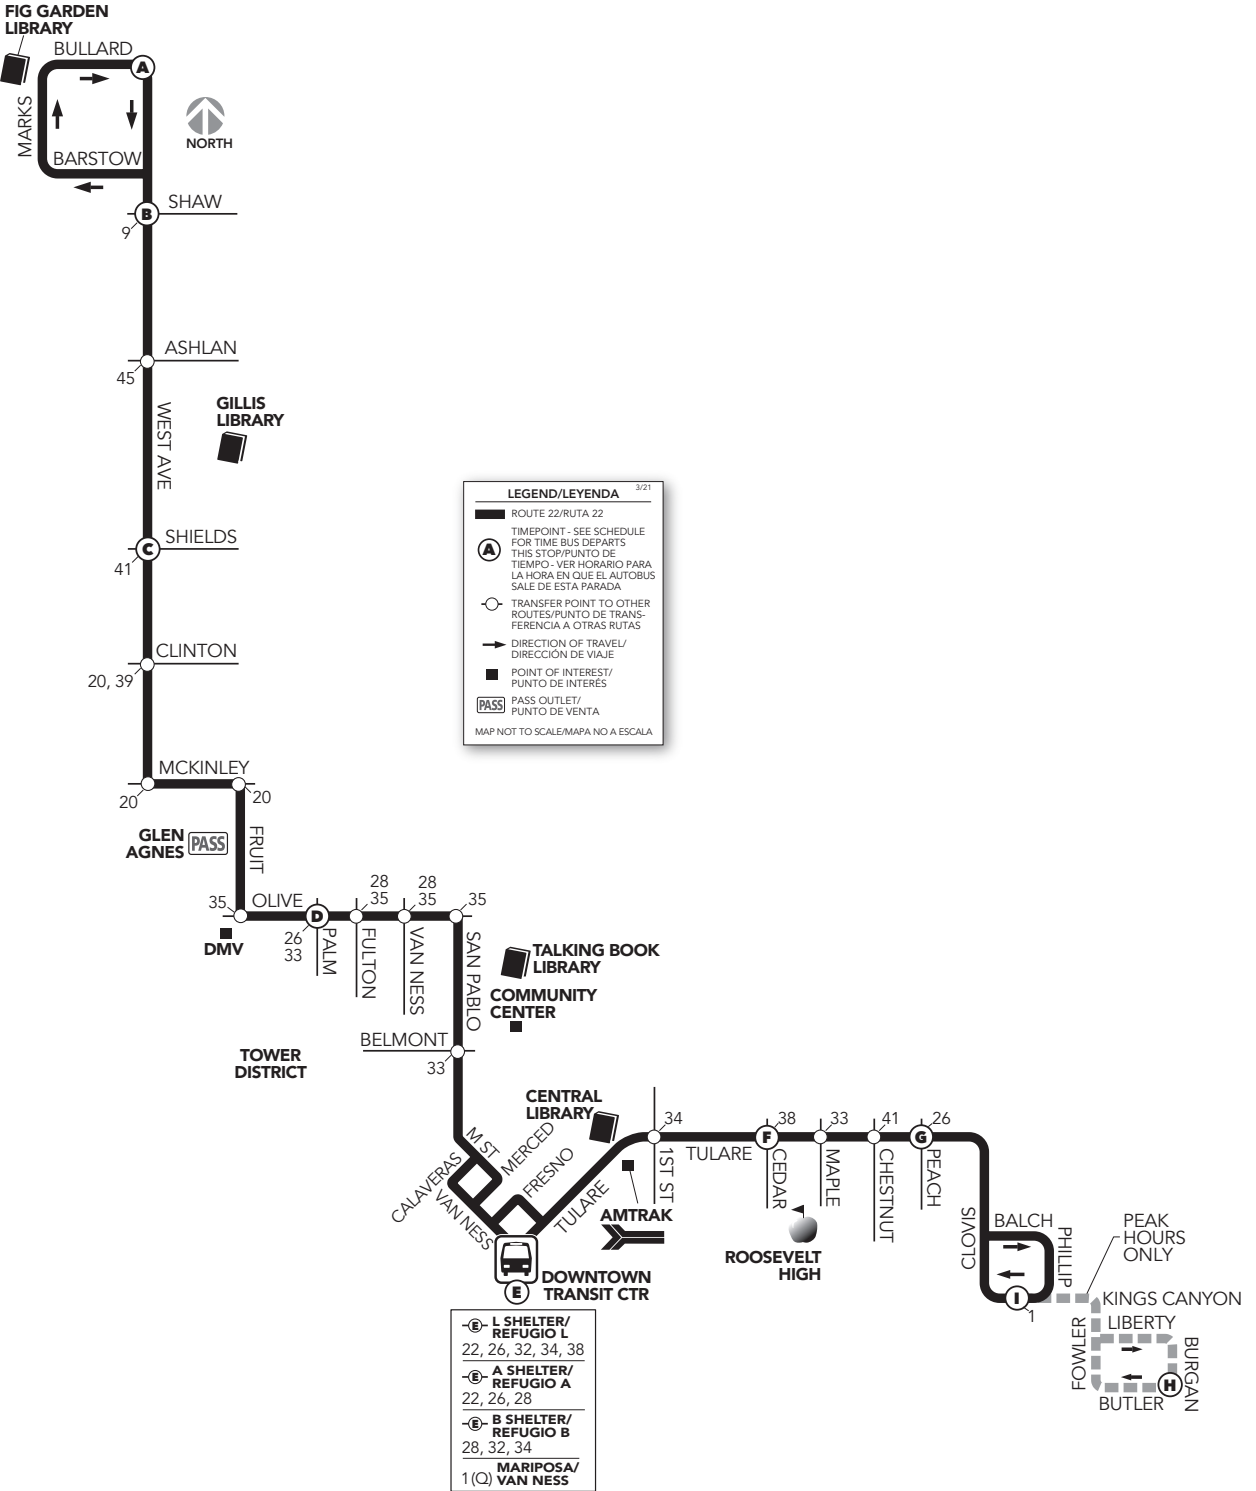 FIG GARDEN
LIBRARY
BULLARD
A
MARKS
NORTH
BARSTOW
SHAW
B
9
ASHLAN
45
WEST AVE
GILLIS
LIBRARY
LEGEND/LEYENDA
3/21
ROUTE 22/RUTA 22
TIMEPOINT - SEE SCHEDULE
FOR TIME BUS DEPARTS
THIS STOP/PUNTO DE
TIEMPO - VER HORARIO PARA
LA HORA EN QUE EL AUTOBUS
SALE DE ESTA PARADA
A
TRANSFER POINT TO OTHER
ROUTES/PUNTO DE TRANS-
FERENCIA A OTRAS RUTAS
DIRECTION OF TRAVEL/
DIRECCIÓN DE VIAJE
POINT OF INTEREST/
PUNTO DE INTERÉS
PASS
PASS OUTLET/
PUNTO DE VENTA
MAP NOT TO SCALE/MAPA NO A ESCALA
SHIELDS
C
41
CLINTON
20, 39
MCKINLEY
20
20
GLEN
AGNES
PASS
FRUIT
35
OLIVE
D
28
35
28
35
35
26
33
DMV
PALM
FULTON
VAN NESS
SAN PABLO
TALKING BOOK
LIBRARY
COMMUNITY
CENTER
BELMONT
33
TOWER
DISTRICT
CENTRAL
LIBRARY
M ST
MERCED
FRESNO
CALAVERAS
VAN NESS
TULARE
34
1ST ST
AMTRAK
TULARE
F
38
CEDAR
33
MAPLE
41
CHESTNUT
G
26
PEACH
ROOSEVELT
HIGH
CLOVIS
BALCH
PHILLIP
I
1
PEAK
HOURS
ONLY
KINGS CANYON
LIBERTY
FOWLER
BURGAN
H
BUTLER
DOWNTOWN
TRANSIT CTR
E
E L SHELTER/
REFUGIO L
22, 26, 32, 34, 38
E A SHELTER/
REFUGIO A
22, 26, 28
E B SHELTER/
REFUGIO B
28, 32, 34
1 (Q) MARIPOSA/
VAN NESS